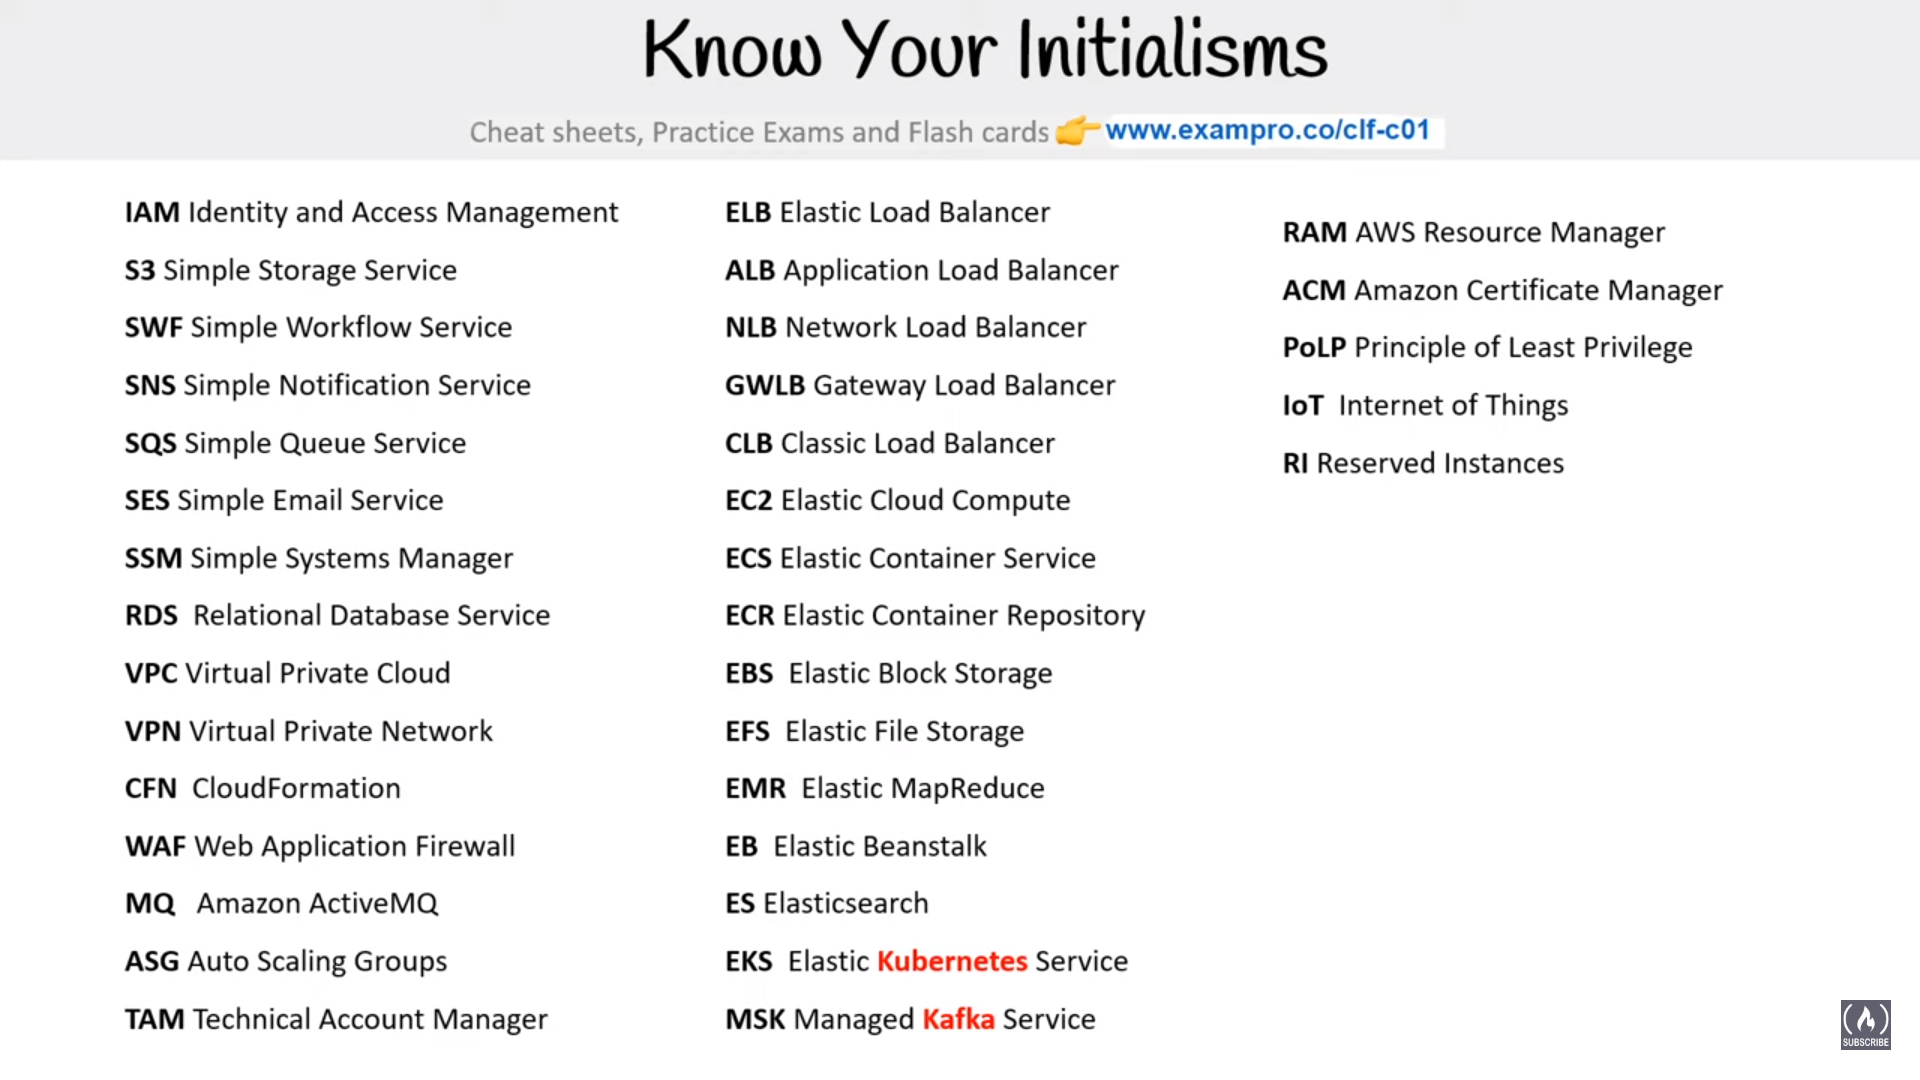 Know Your Initialisms
Cheat sheets, Practice Exams and Flash cards 👉 www.exampro.co/clf-c01
IAM Identity and Access Management
S3 Simple Storage Service
SWF Simple Workflow Service
SNS Simple Notification Service
SQS Simple Queue Service
SES Simple Email Service
SSM Simple Systems Manager
RDS Relational Database Service
VPC Virtual Private Cloud
VPN Virtual Private Network
CFN CloudFormation
WAF Web Application Firewall
MQ Amazon ActiveMQ
ASG Auto Scaling Groups
TAM Technical Account Manager
ELB Elastic Load Balancer
ALB Application Load Balancer
NLB Network Load Balancer
GWLB Gateway Load Balancer
CLB Classic Load Balancer
EC2 Elastic Cloud Compute
ECS Elastic Container Service
ECR Elastic Container Repository
EBS Elastic Block Storage
EFS Elastic File Storage
EMR Elastic MapReduce
EB Elastic Beanstalk
ES Elasticsearch
EKS Elastic Kubernetes Service
MSK Managed Kafka Service
RAM AWS Resource Manager
ACM Amazon Certificate Manager
PoLP Principle of Least Privilege
IoT Internet of Things
RI Reserved Instances
SUBSCRIBE